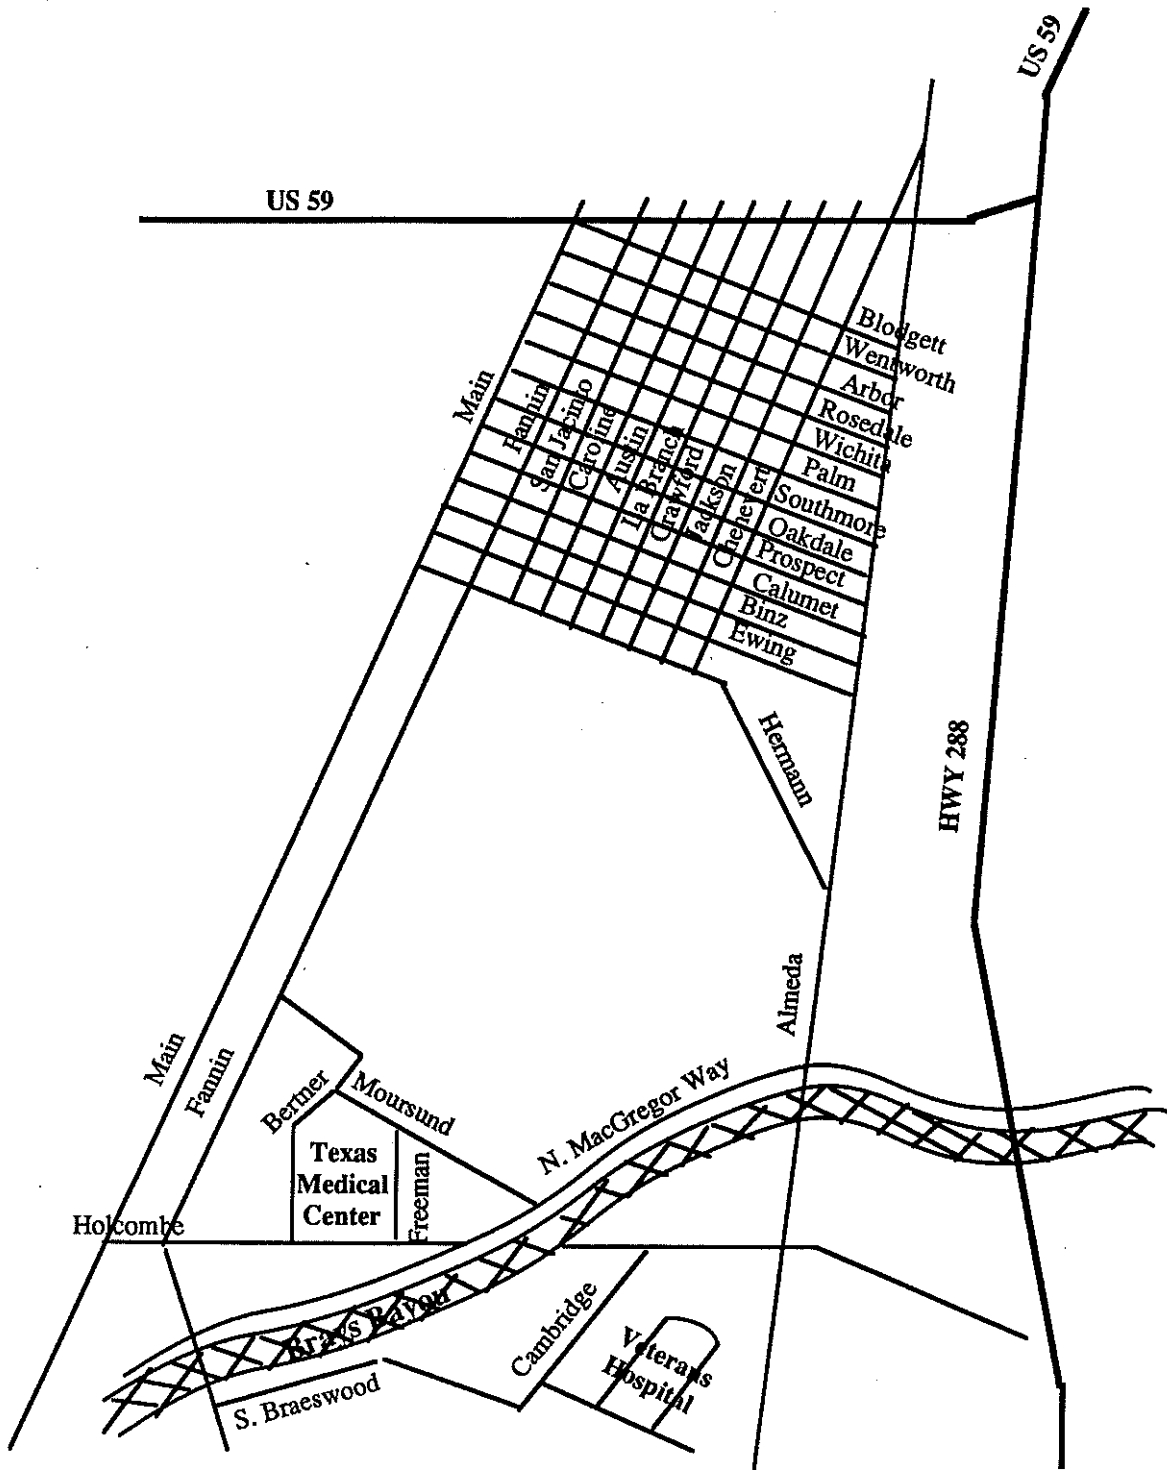 US 59
US 59
Blodgett
Wentworth
Arbor
Rosedale
Wichita
Palm
Southmore
Oakdale
Prospect
Calumet
Binz
Ewing
Main
Fannin
San Jacinto
Caroline
Austin
La Branch
Crawford
Jackson
Chenevert
Hermann
HWY 288
Almeda
Main
Fannin
Bertner
Moursund
N. MacGregor Way
Texas
Medical
Center
Freeman
Holcombe
Brays Bayou
Cambridge
Veterans
Hospital
S. Braeswood